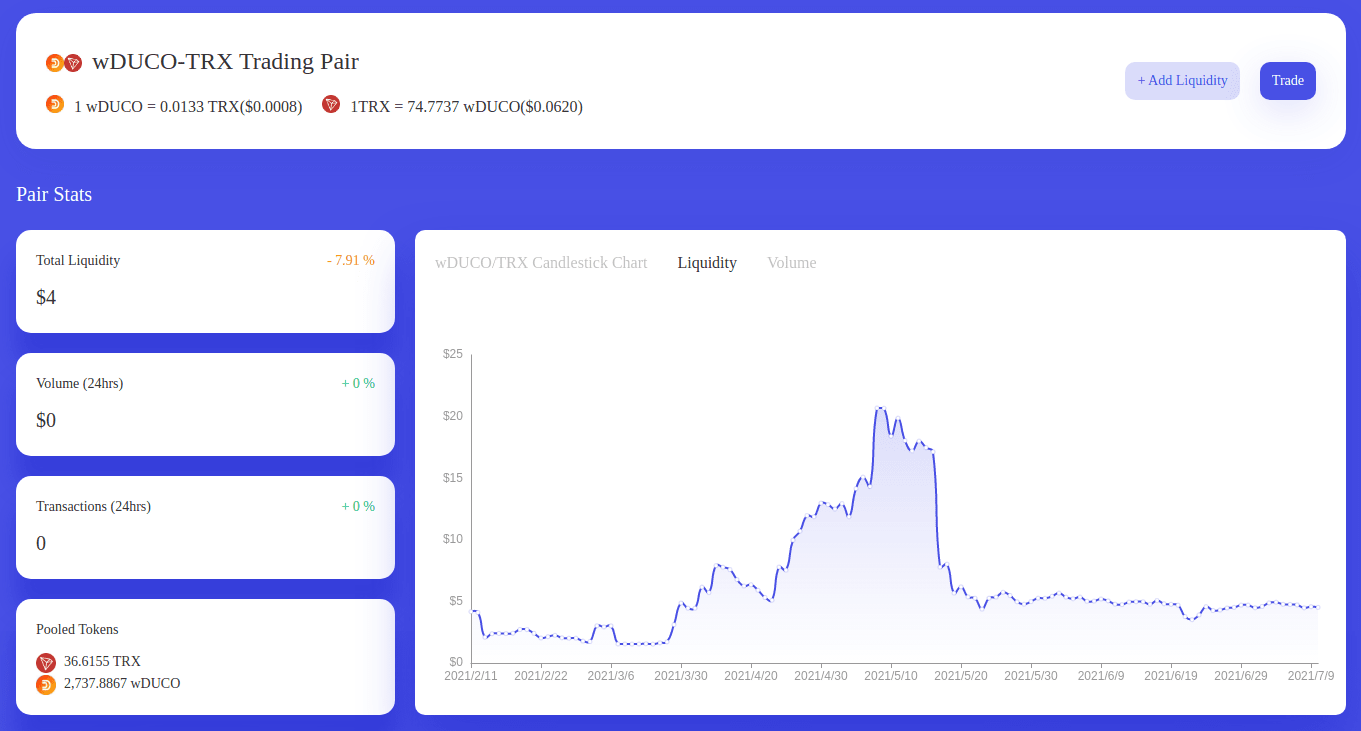 wDUCO-TRX Trading Pair
1 wDUCO = 0.0133 TRX($0.0008) 1TRX = 74.7737 wDUCO($0.0620)
+ Add Liquidity
Trade
Pair Stats
Total Liquidity - 7.91 %
$4
Volume (24hrs) + 0 %
$0
Transactions (24hrs) + 0 %
0
Pooled Tokens
36.6155 TRX
2,737.8867 wDUCO
wDUCO/TRX Candlestick Chart Liquidity Volume
$25
$20
$15
$10
$5
$0
2021/2/11 2021/2/22 2021/3/6 2021/3/30 2021/4/20 2021/4/30 2021/5/10 2021/5/20 2021/5/30 2021/6/9 2021/6/19 2021/6/29 2021/7/9